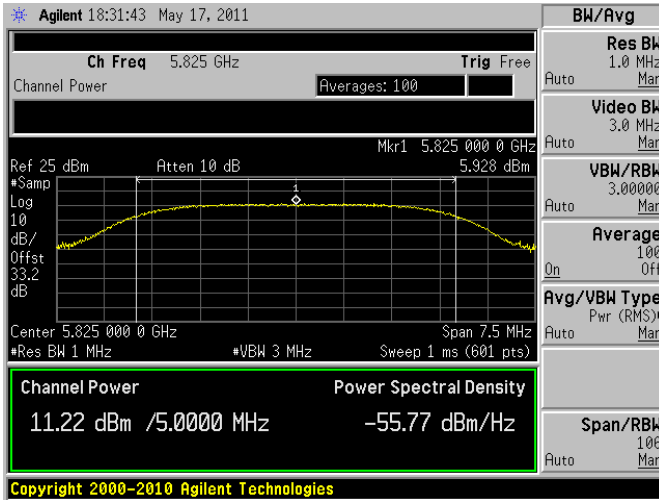 Agilent 18:31:43 May 17, 2011
BW/Avg
Ch Freq 5.825 GHz Trig Free
Channel Power Averages: 100
Mkr1 5.825 000 0 GHz
Ref 25 dBm Atten 10 dB 5.928 dBm
#Samp
Log
10
dB/
Offst
33.2
dB
1
Center 5.825 000 0 GHz Span 7.5 MHz
#Res BW 1 MHz #VBW 3 MHz Sweep 1 ms (601 pts)
Channel Power Power Spectral Density
11.22 dBm /5.0000 MHz -55.77 dBm/Hz
Copyright 2000-2010 Agilent Technologies
Res BW
1.0 MHz
Auto Man
Video BW
3.0 MHz
Auto Man
VBW/RBW
3.00000
Auto Man
Average
100
On Off
Avg/VBW Type
Pwr (RMS)
Auto Man
Span/RBW
106
Auto Man